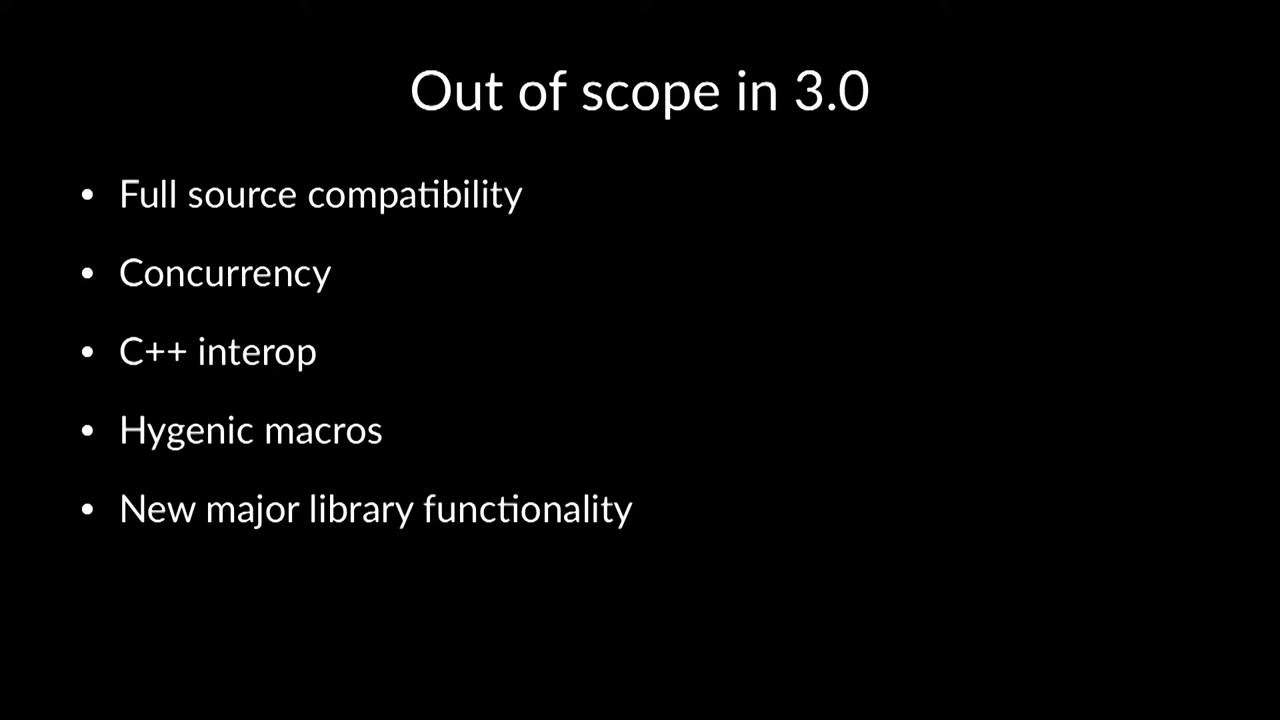 Out of scope in 3.0
• Full source compatibility
• Concurrency
• C++ interop
• Hygenic macros
• New major library functionality